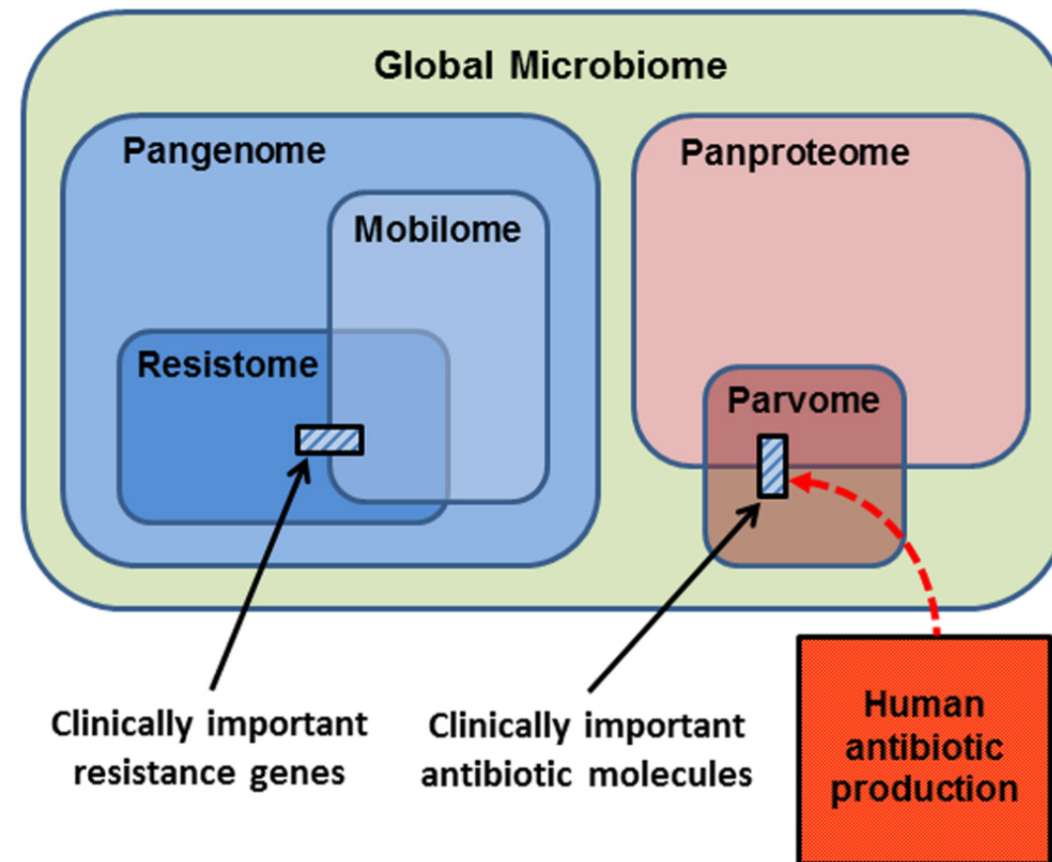 Global Microbiome
Pangenome
Panproteome
Mobilome
Resistome
Parvome
Clinically important
resistance genes
Clinically important
antibiotic molecules
Human
antibiotic
production